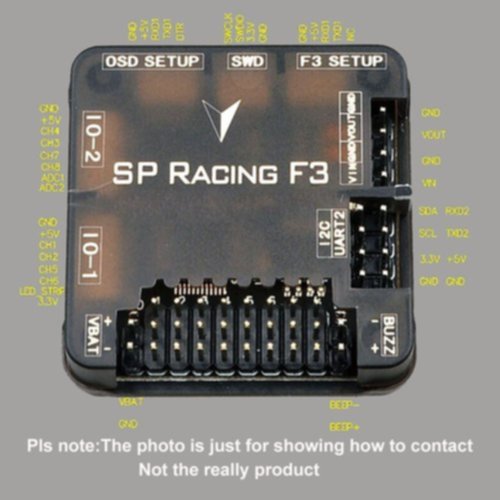 GND
+5V
RXD1
TXD1
DTR
SWCLK
SWDIO
3.3V
GND
GND
+5V
RXD1
TXD1
NC
OSD SETUP
SWD
F3 SETUP
GND
+5V
CH4
CH3
CH7
CH8
ADC1
ADC2
IO-2
SP RACING F3
VIN GND VOUT GND
GND
VOUT
GND
VIN
GND
+5V
CH1
CH2
CH5
CH6
LED STRIP
3.3V
IO-1
I2C
UART2
SDA RXD2
SCL TXD2
3.3V +5V
GND GND
VBAT
+
-
BUZZ
-
+
VBAT
GND
BEEP-
BEEP+
Pls note:The photo is just for showing how to contact
Not the really product